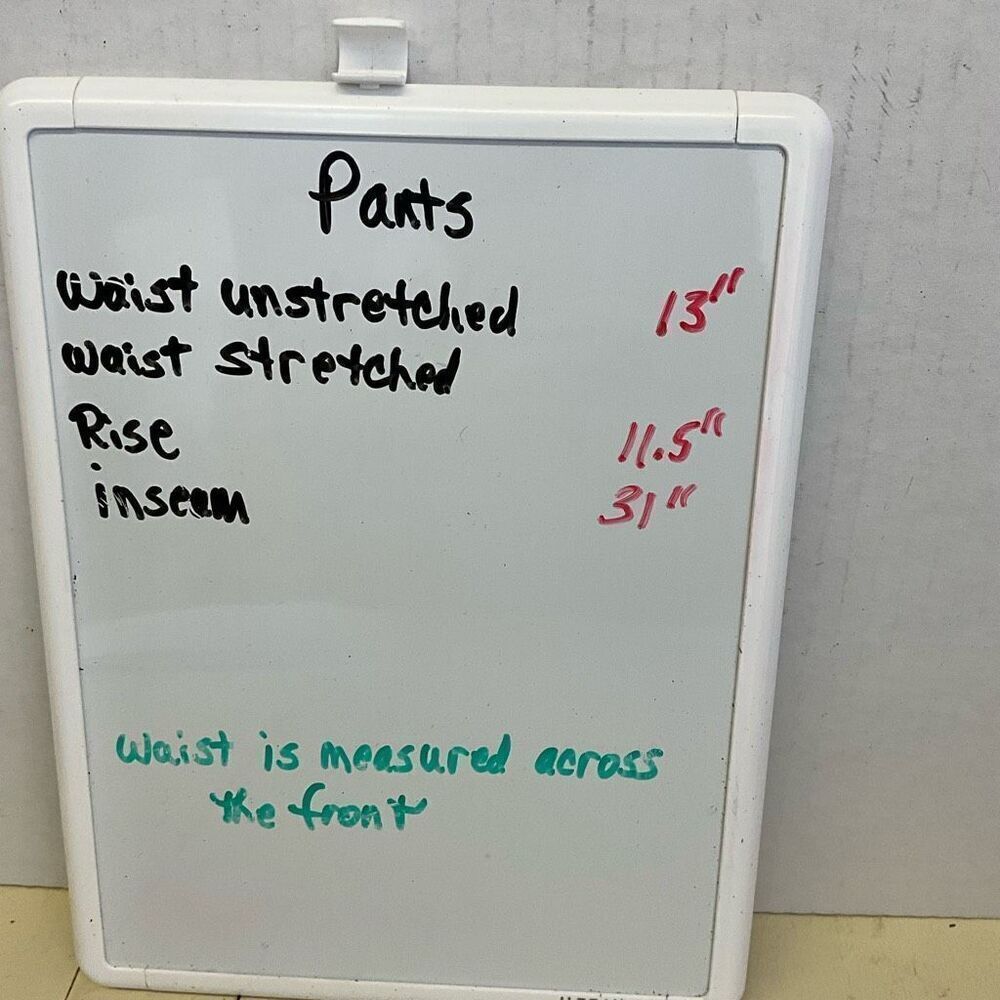 Pants
Waist unstretched 13"
waist stretched
Rise 11.5"
inseam 31"
Waist is measured across
the front